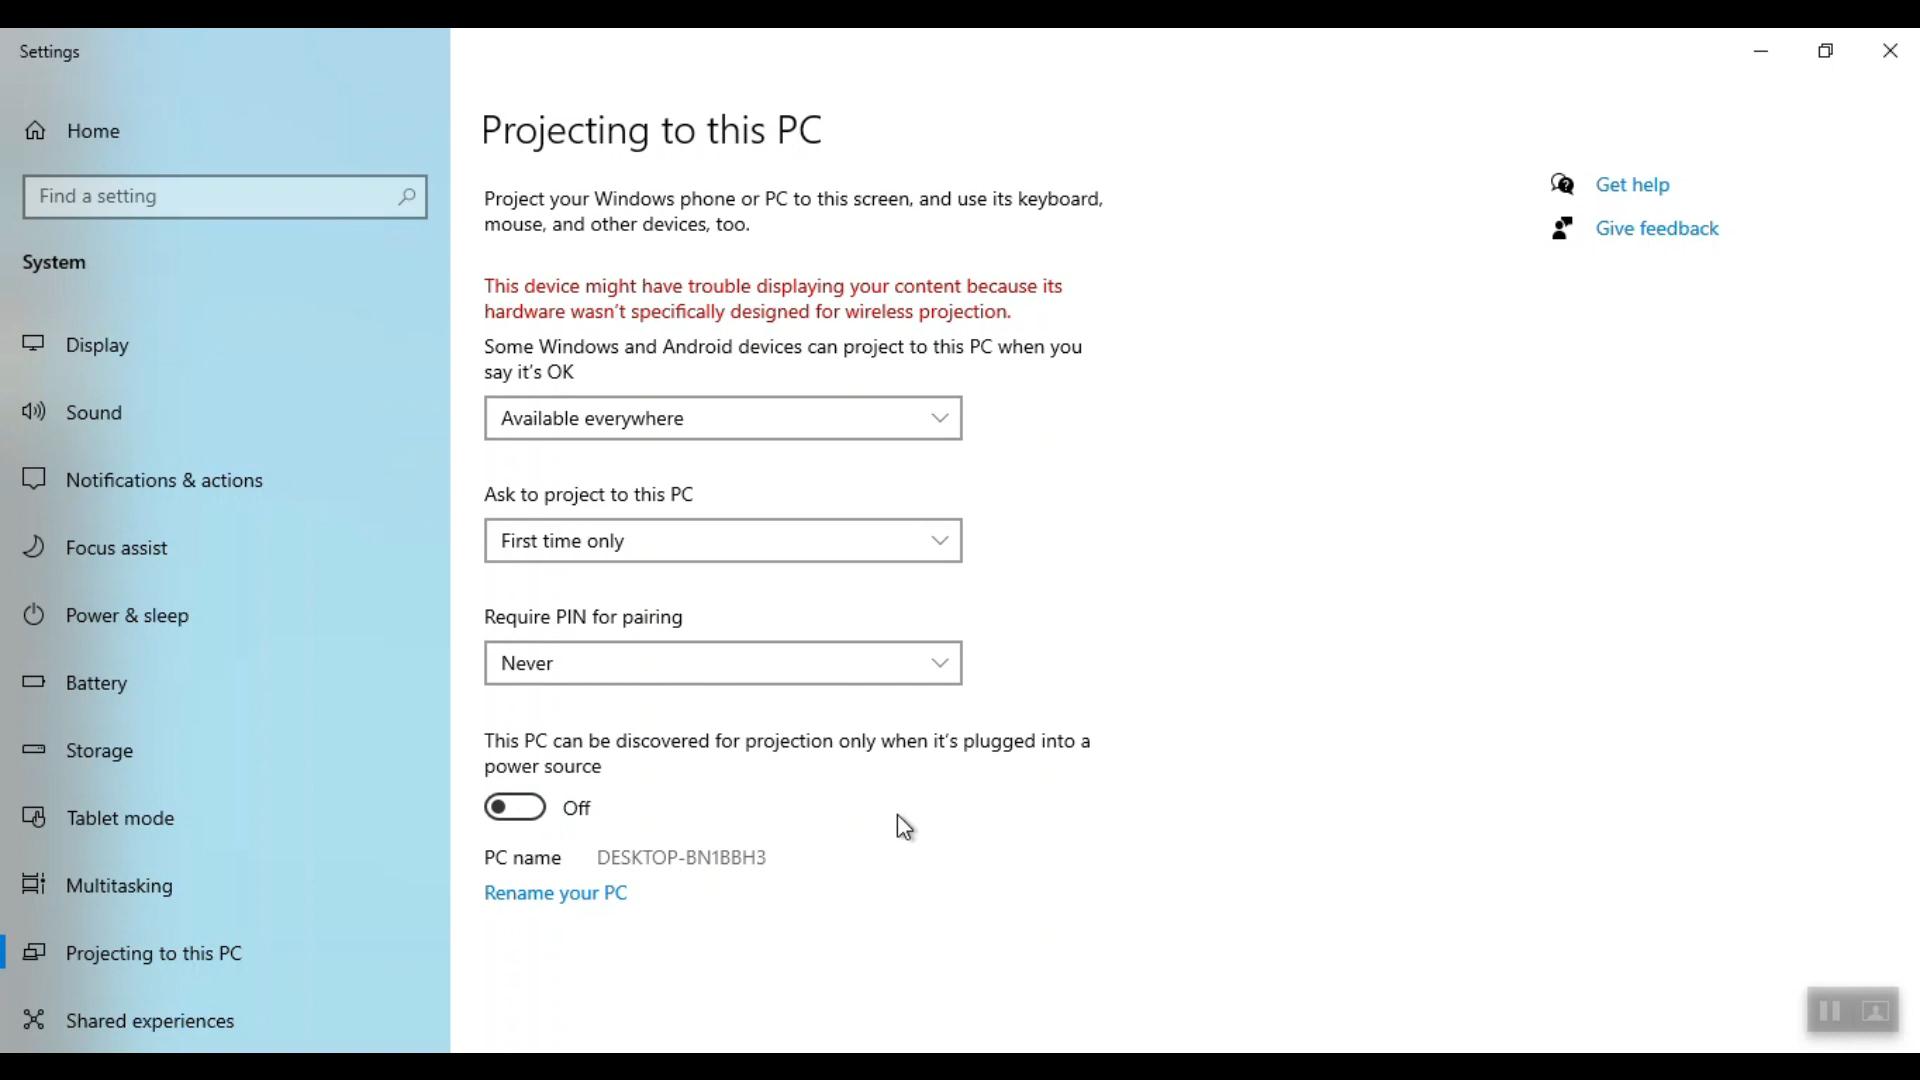 Settings
Home
Find a setting
System
Display
Sound
Notifications & actions
Focus assist
Power & sleep
Battery
Storage
Tablet mode
Multitasking
Projecting to this PC
Shared experiences
Projecting to this PC
Project your Windows phone or PC to this screen, and use its keyboard,
mouse, and other devices, too.
This device might have trouble displaying your content because its
hardware wasn't specifically designed for wireless projection.
Some Windows and Android devices can project to this PC when you
say it's OK
Available everywhere
Ask to project to this PC
First time only
Require PIN for pairing
Never
This PC can be discovered for projection only when it's plugged into a
power source
Off
PC name DESKTOP-BN1BBH3
Rename your PC
Get help
Give feedback